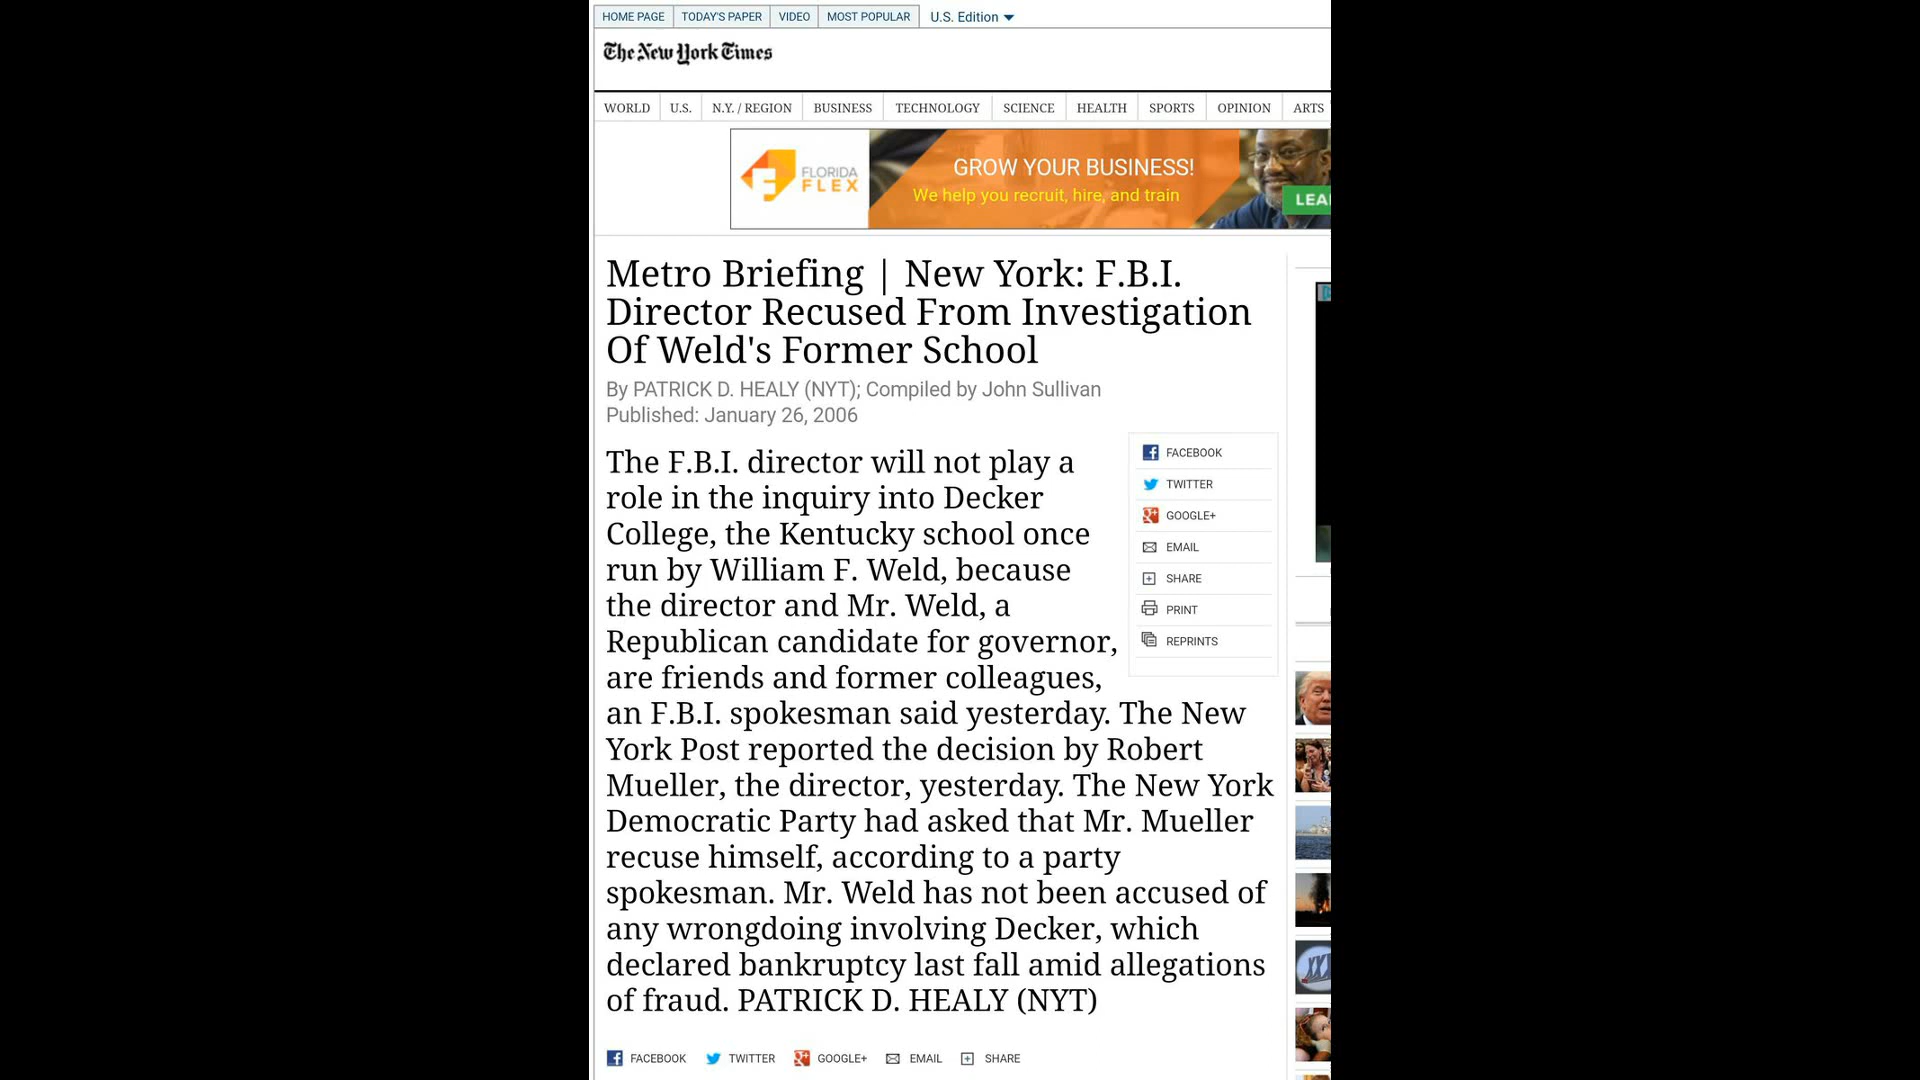 HOME PAGE TODAY'S PAPER VIDEO MOST POPULAR U.S. Edition
The New York Times
WORLD U.S. N.Y. / REGION BUSINESS TECHNOLOGY SCIENCE HEALTH SPORTS OPINION ARTS
FLORIDA
FLEX
GROW YOUR BUSINESS!
We help you recruit, hire, and train
Metro Briefing | New York: F.B.I.
Director Recused From Investigation
Of Weld's Former School
By PATRICK D. HEALY (NYT); Compiled by John Sullivan
Published: January 26, 2006
The F.B.I. director will not play a
role in the inquiry into Decker
College, the Kentucky school once
run by William F. Weld, because
the director and Mr. Weld, a
Republican candidate for governor,
are friends and former colleagues,
an F.B.I. spokesman said yesterday. The New
York Post reported the decision by Robert
Mueller, the director, yesterday. The New York
Democratic Party had asked that Mr. Mueller
recuse himself, according to a party
spokesman. Mr. Weld has not been accused of
any wrongdoing involving Decker, which
declared bankruptcy last fall amid allegations
of fraud. PATRICK D. HEALY (NYT)
FACEBOOK
TWITTER
GOOGLE+
EMAIL
SHARE
PRINT
REPRINTS
FACEBOOK TWITTER GOOGLE+ EMAIL SHARE